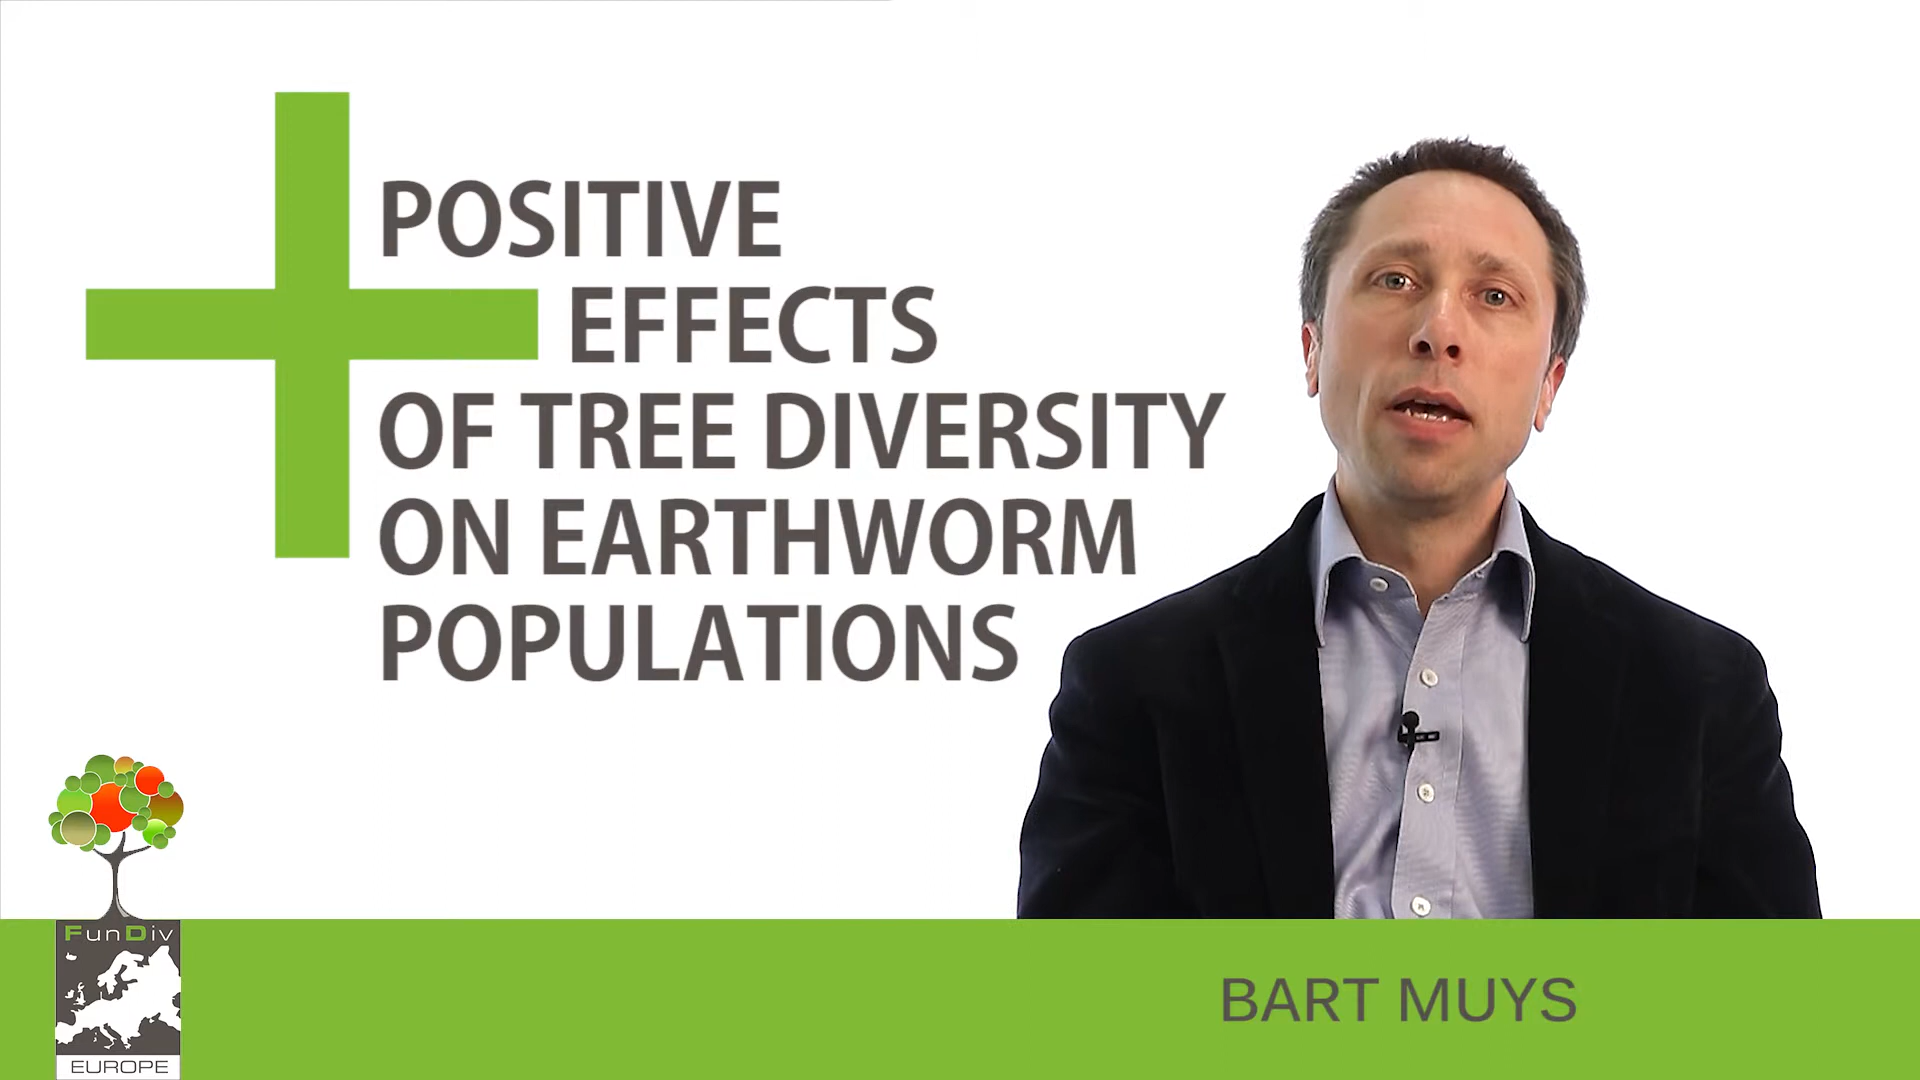 POSITIVE
EFFECTS
OF TREE DIVERSITY
ON EARTHWORM
POPULATIONS
FunDiv
EUROPE
BART MUYS